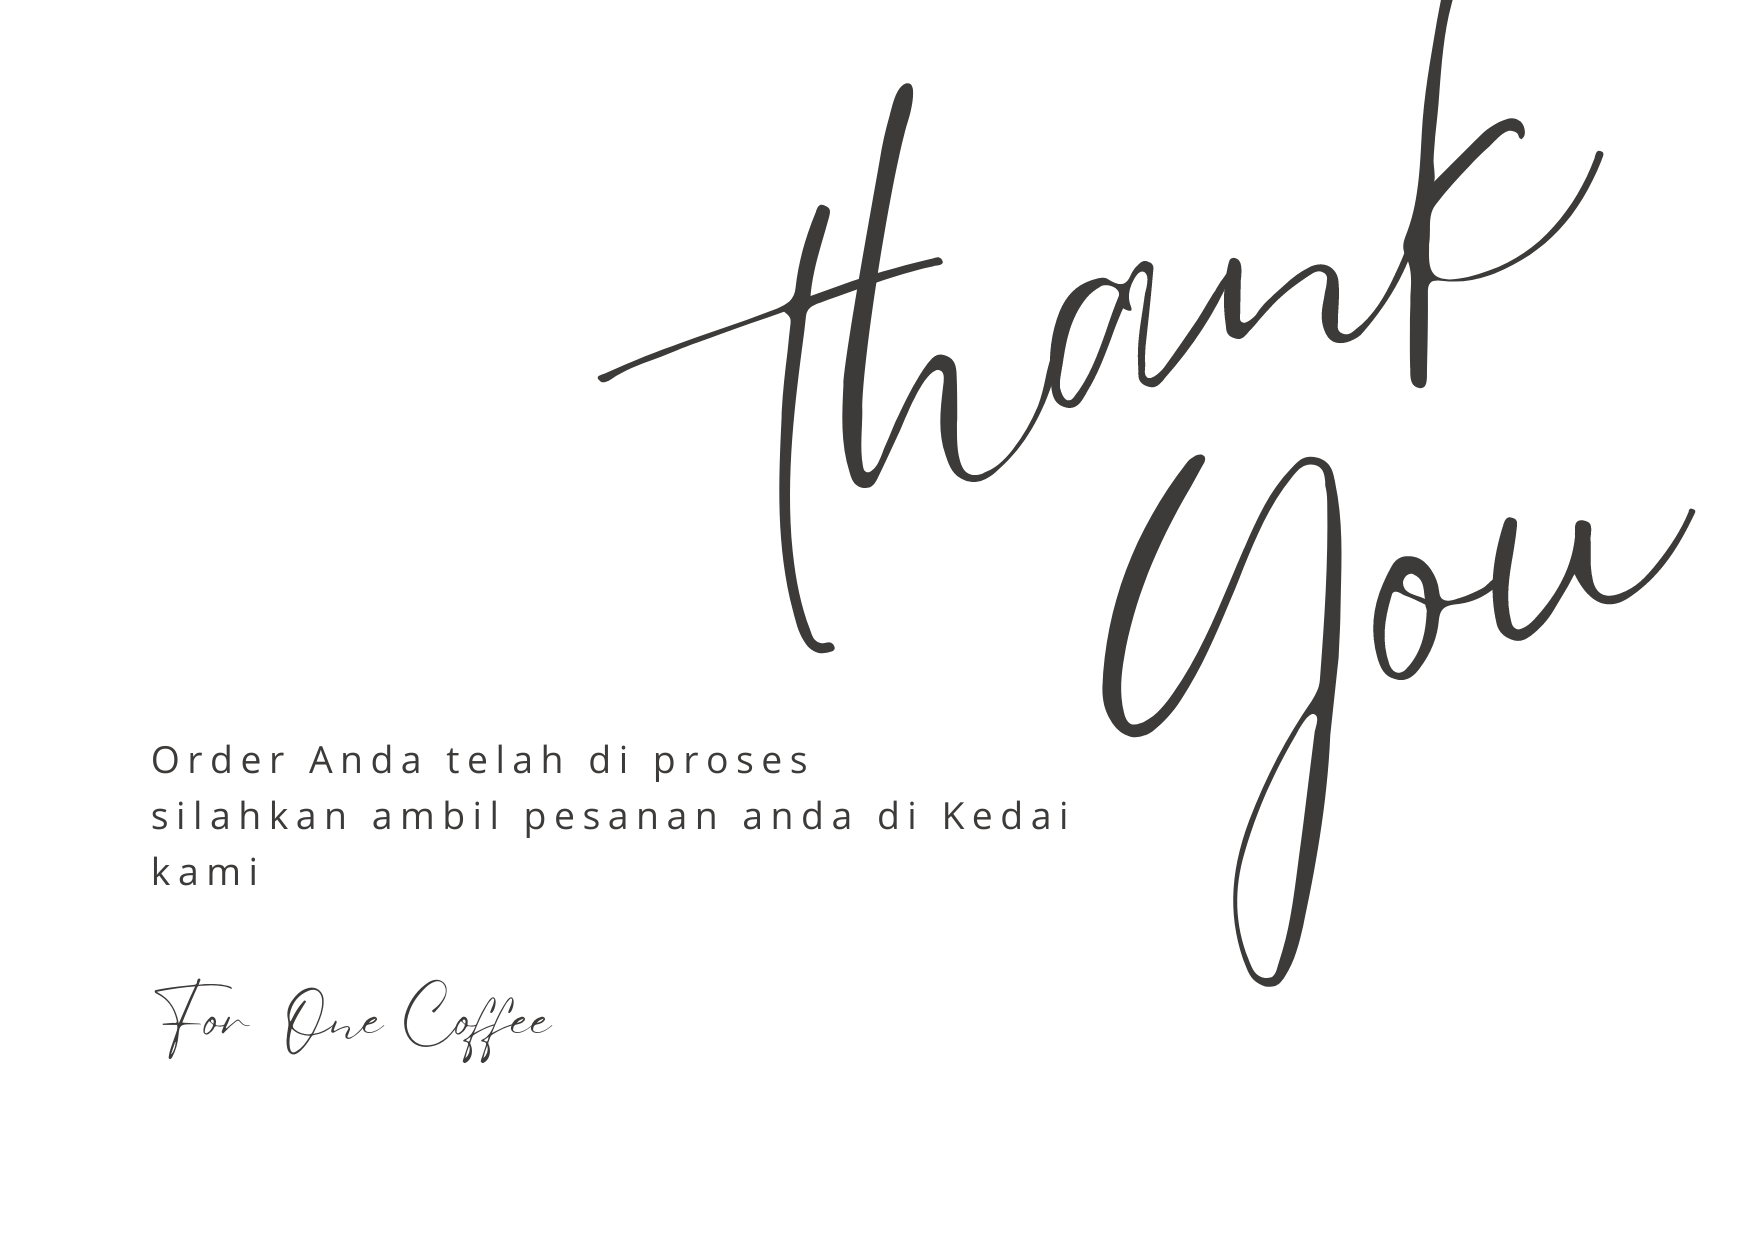 thank
you
Order Anda telah di proses
silahkan ambil pesanan anda di Kedai
kami
For One Coffee